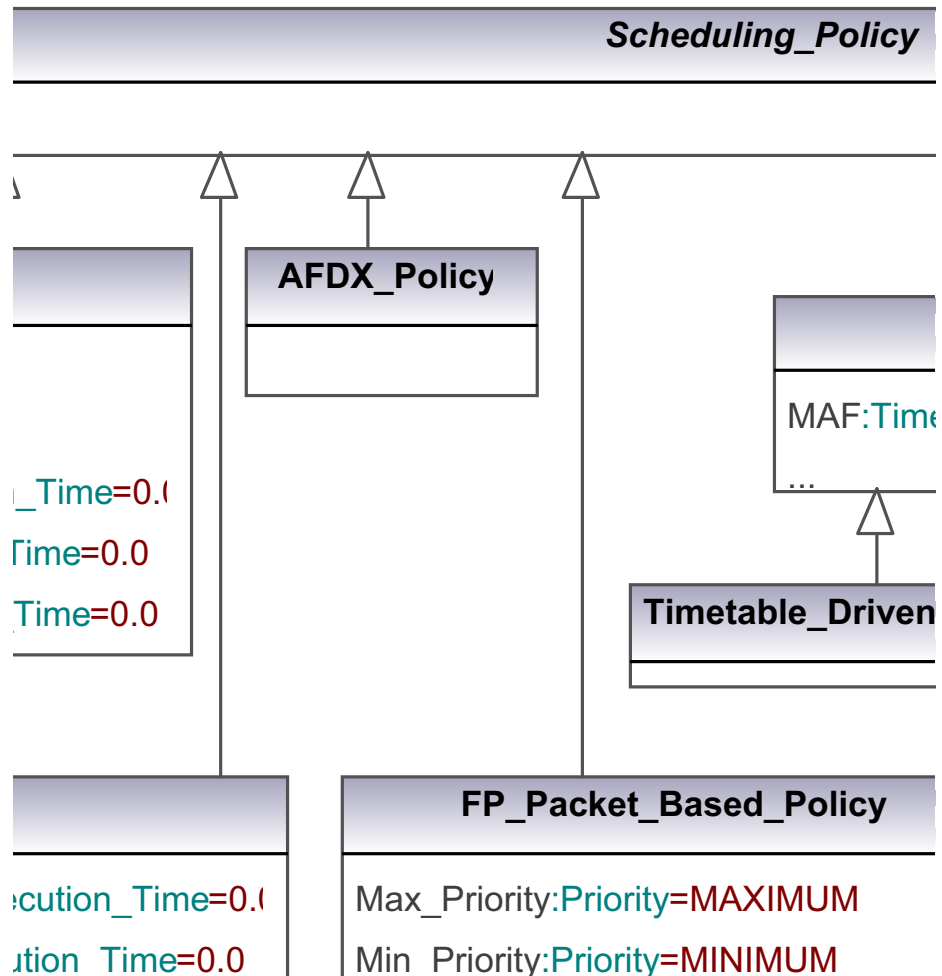 Scheduling_Policy
AFDX_Policy
MAF:Time
...
_Time=0.0
Time=0.0
_Time=0.0
Timetable_Driven
FP_Packet_Based_Policy
ecution_Time=0.0
Max_Priority:Priority=MAXIMUM
ution_Time=0.0
Min_Priority:Priority=MINIMUM